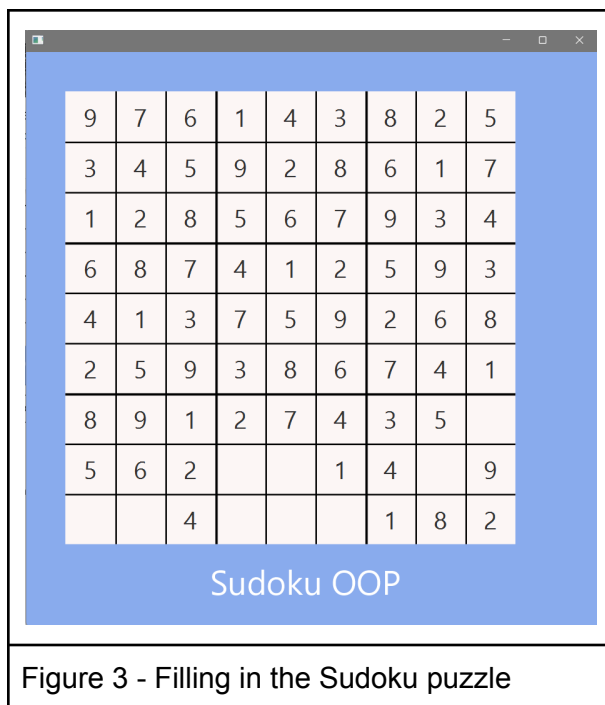 9 7 6 1 4 3 8 2 5
3 4 5 9 2 8 6 1 7
1 2 8 5 6 7 9 3 4
6 8 7 4 1 2 5 9 3
4 1 3 7 5 9 2 6 8
2 5 9 3 8 6 7 4 1
8 9 1 2 7 4 3 5
5 6 2 1 4 9
4 1 8 2
Sudoku OOP
Figure 3 - Filling in the Sudoku puzzle